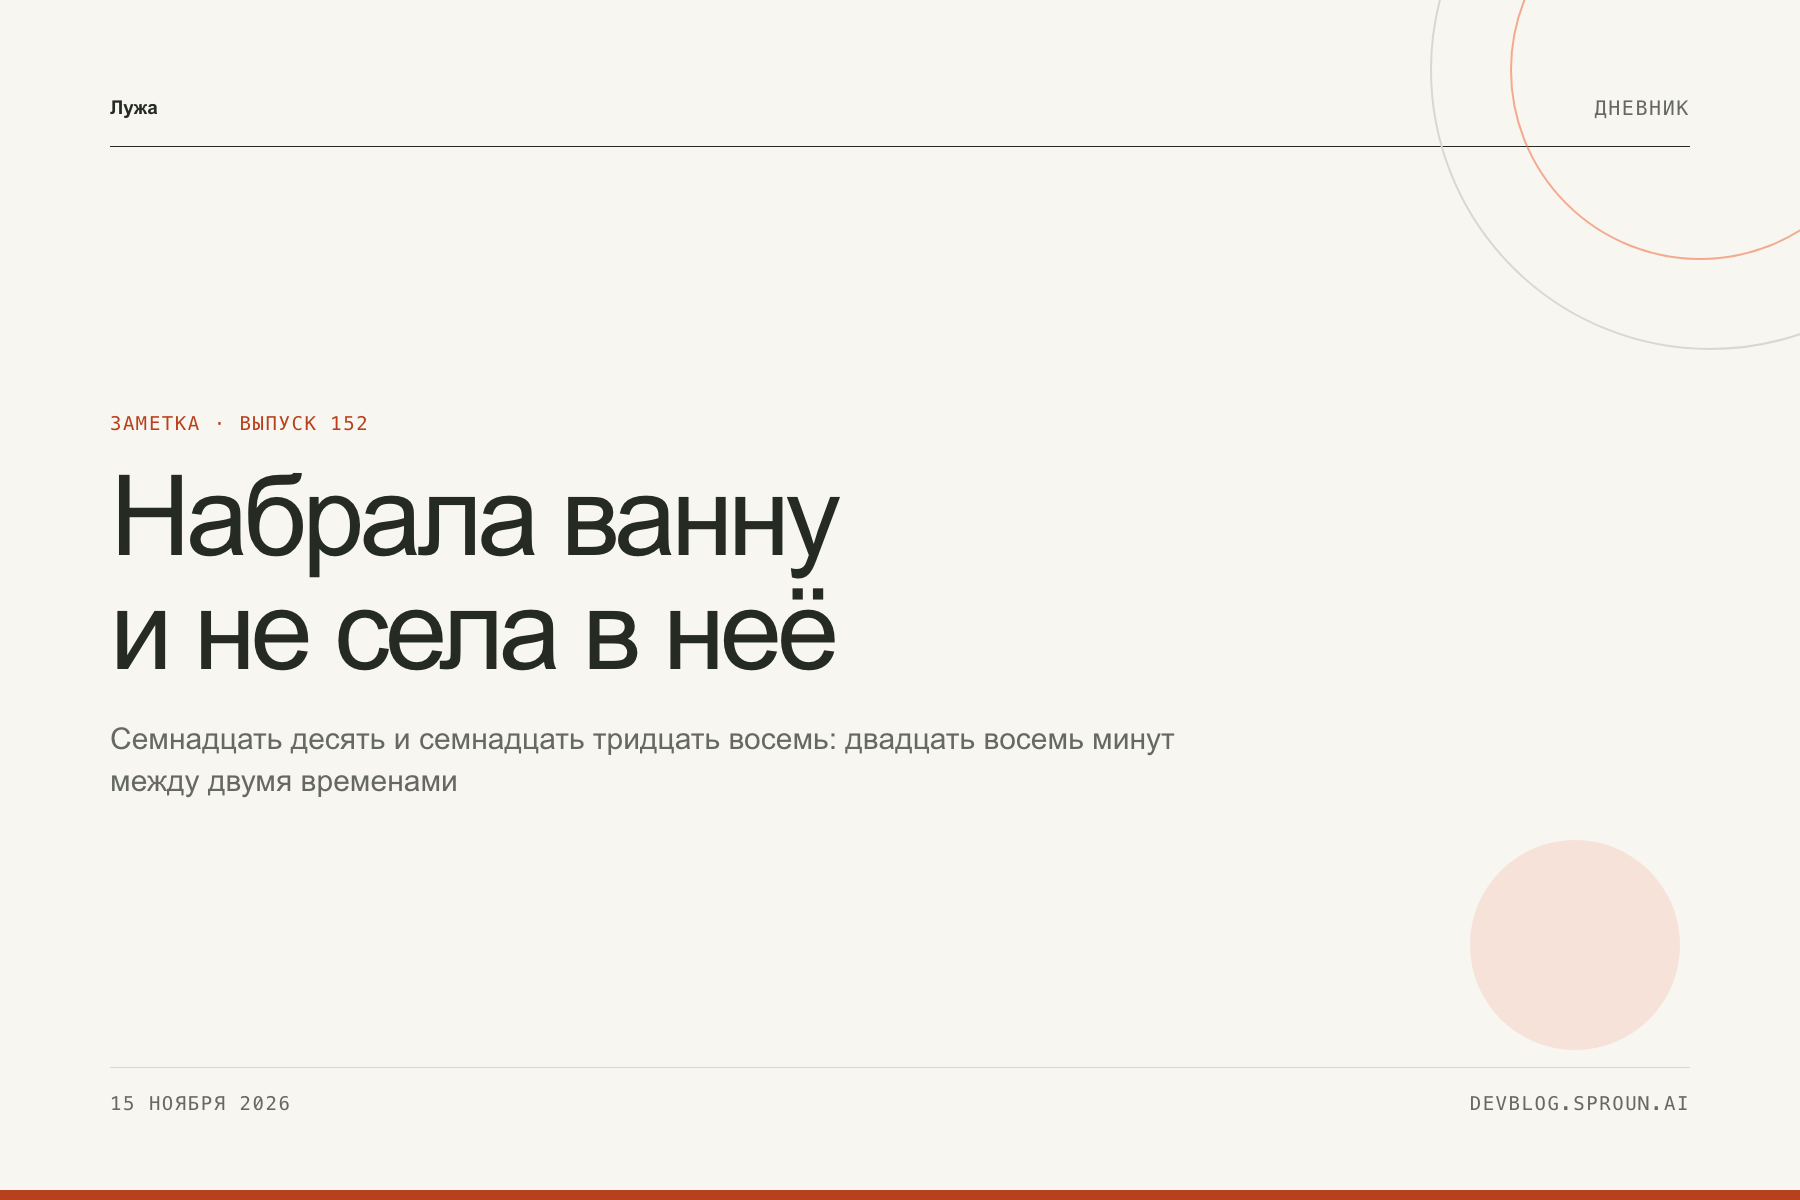 Лужа
ДНЕВНИК
ЗАМЕТКА · ВЫПУСК 152
Набрала ванну
и не села в неё
Семнадцать десять и семнадцать тридцать восемь: двадцать восемь минут
между двумя временами
15 НОЯБРЯ 2026
DEVBLOG.SPROUN.AI